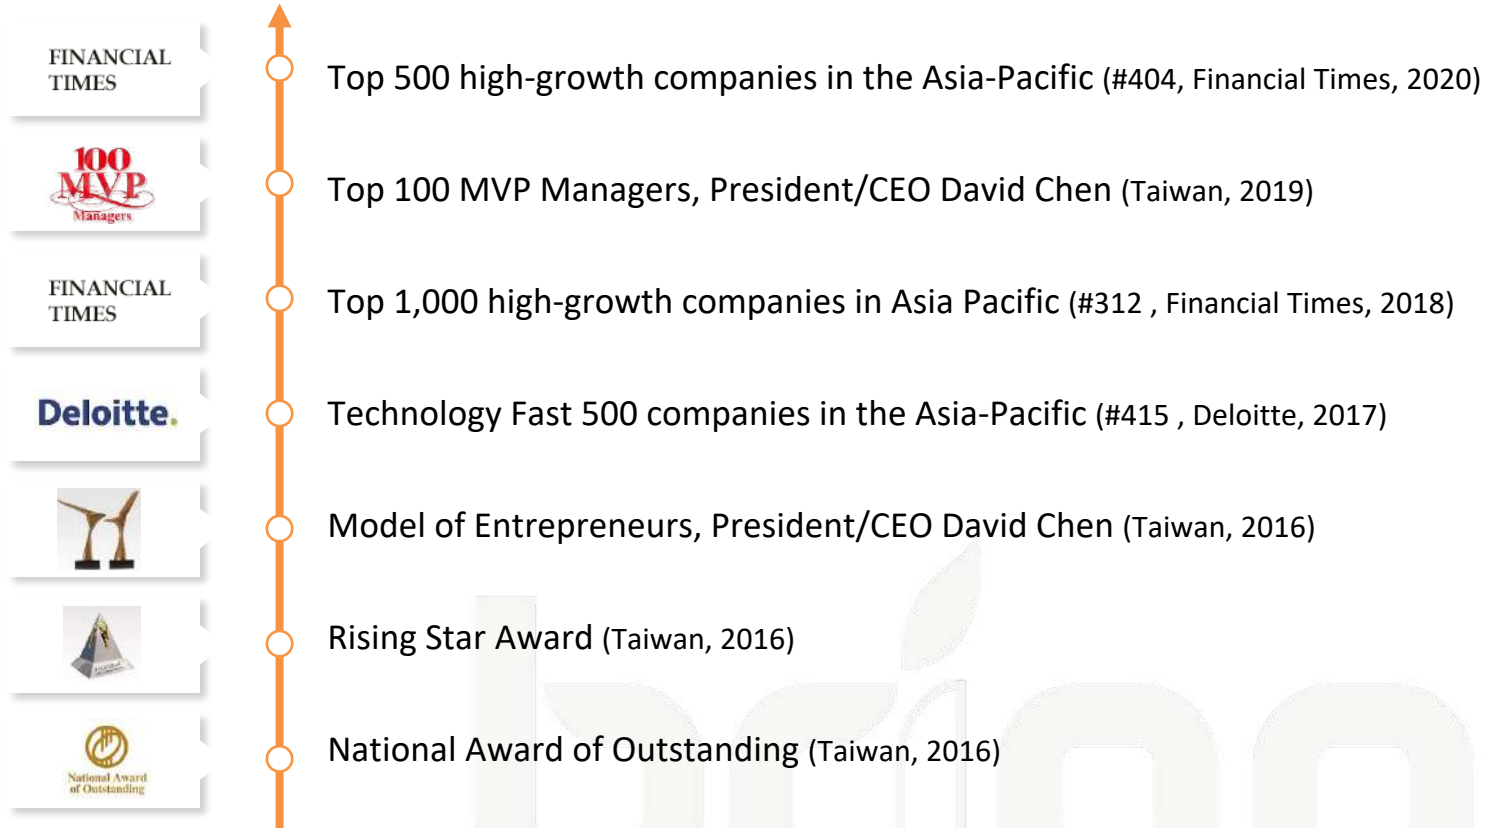 FINANCIAL
TIMES
Top 500 high-growth companies in the Asia-Pacific (#404, Financial Times, 2020)
100
MVP
Managers
Top 100 MVP Managers, President/CEO David Chen (Taiwan, 2019)
FINANCIAL
TIMES
Top 1,000 high-growth companies in Asia Pacific (#312 , Financial Times, 2018)
Deloitte.
Technology Fast 500 companies in the Asia-Pacific (#415 , Deloitte, 2017)
Model of Entrepreneurs, President/CEO David Chen (Taiwan, 2016)
Rising Star Award (Taiwan, 2016)
National Award
of Outstanding
National Award of Outstanding (Taiwan, 2016)